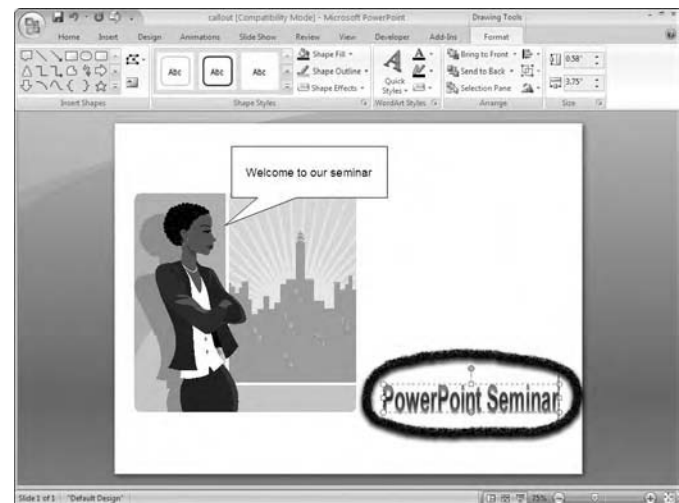 callout [Compatibility Mode] - Microsoft PowerPoint
Drawing Tools
Home Insert Design Animations Slide Show Review View Developer Add-Ins Format
Abc Abc Abc
Shape Fill
Shape Outline
Shape Effects
Quick Styles
Bring to Front
Send to Back
Selection Pane
0.58"
3.75"
Insert Shapes Shape Styles WordArt Styles Arrange Size
Welcome to our seminar
PowerPoint Seminar
Slide 1 of 1 "Default Design" 75%